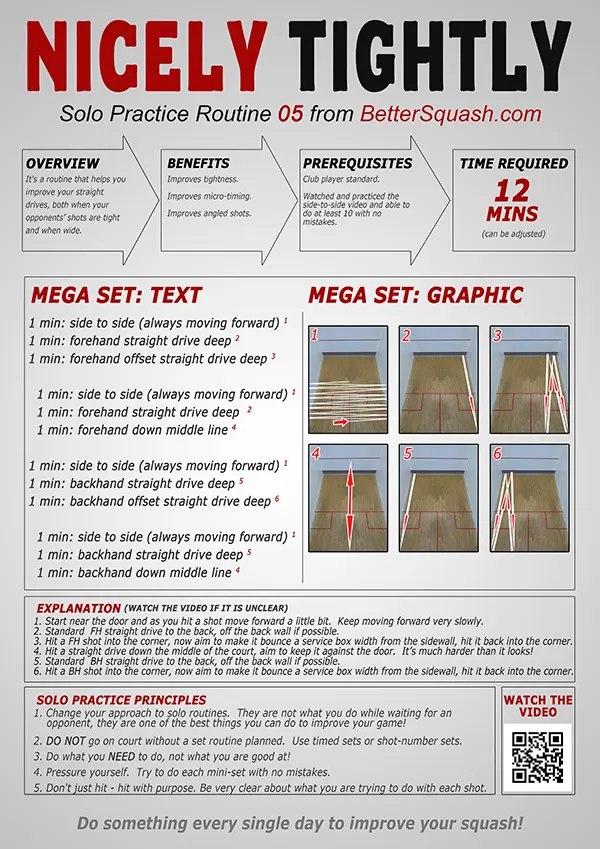 NICELY TIGHTLY
Solo Practice Routine 05 from BetterSquash.com
OVERVIEW
It's a routine that helps you
improve your straight
drives, both when your
opponents' shots are tight
and when wide.
BENEFITS
Improves tightness.
Improves micro-timing.
Improves angled shots.
PREREQUISITES
Club player standard.
Watched and practiced the
side-to-side video and able to
do at least 10 with no
mistakes.
TIME REQUIRED
12
MINS
(can be adjusted)
MEGA SET: TEXT
1 min: side to side (always moving forward) 1
1 min: forehand straight drive deep 2
1 min: forehand offset straight drive deep 3
1 min: side to side (always moving forward) 1
1 min: forehand straight drive deep 2
1 min: forehand down middle line 4
1 min: side to side (always moving forward) 1
1 min: backhand straight drive deep 5
1 min: backhand offset straight drive deep 6
1 min: side to side (always moving forward) 1
1 min: backhand straight drive deep 5
1 min: backhand down middle line 4
MEGA SET: GRAPHIC
1
2
3
4
5
6
EXPLANATION (WATCH THE VIDEO IF IT IS UNCLEAR)
1. Start near the door and as you hit a shot move forward a little bit. Keep moving forward very slowly.
2. Standard FH straight drive to the back, off the back wall if possible.
3. Hit a FH shot into the corner, now aim to make it bounce a service box width from the sidewall, hit it back into the corner.
4. Hit a straight drive down the middle of the court, aim to keep it against the door. It's much harder than it looks!
5. Standard BH straight drive to the back, off the back wall if possible.
6. Hit a BH shot into the corner, now aim to make it bounce a service box width from the sidewall, hit it back into the corner.
SOLO PRACTICE PRINCIPLES
1. Change your approach to solo routines. They are not what you do while waiting for an
opponent, they are one of the best things you can do to improve your game!
2. DO NOT go on court without a set routine planned. Use timed sets or shot-number sets.
3. Do what you NEED to do, not what you are good at!
4. Pressure yourself. Try to do each mini-set with no mistakes.
5. Don't just hit - hit with purpose. Be very clear about what you are trying to do with each shot.
WATCH THE
VIDEO
Do something every single day to improve your squash!